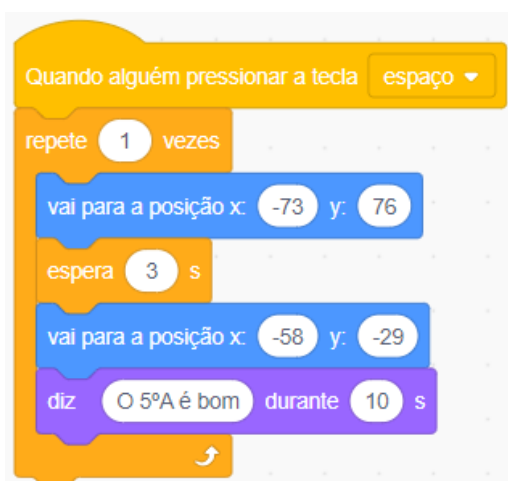 Quando alguém pressionar a tecla espaço
repete 1 vezes
vai para a posição x: -73 y: 76
espera 3 s
vai para a posição x: -58 y: -29
diz O 5ºA é bom durante 10 s